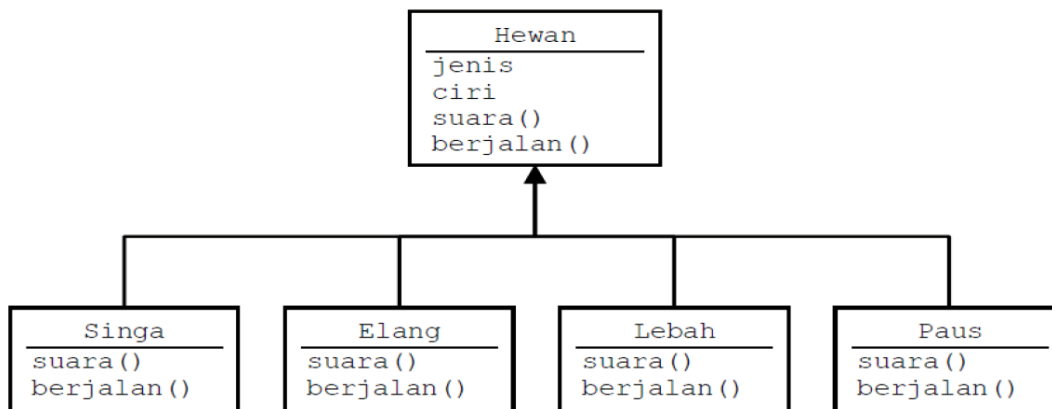 Hewan
jenis
ciri
suara()
berjalan()
Singa
suara()
berjalan()
Elang
suara()
berjalan()
Lebah
suara()
berjalan()
Paus
suara()
berjalan()